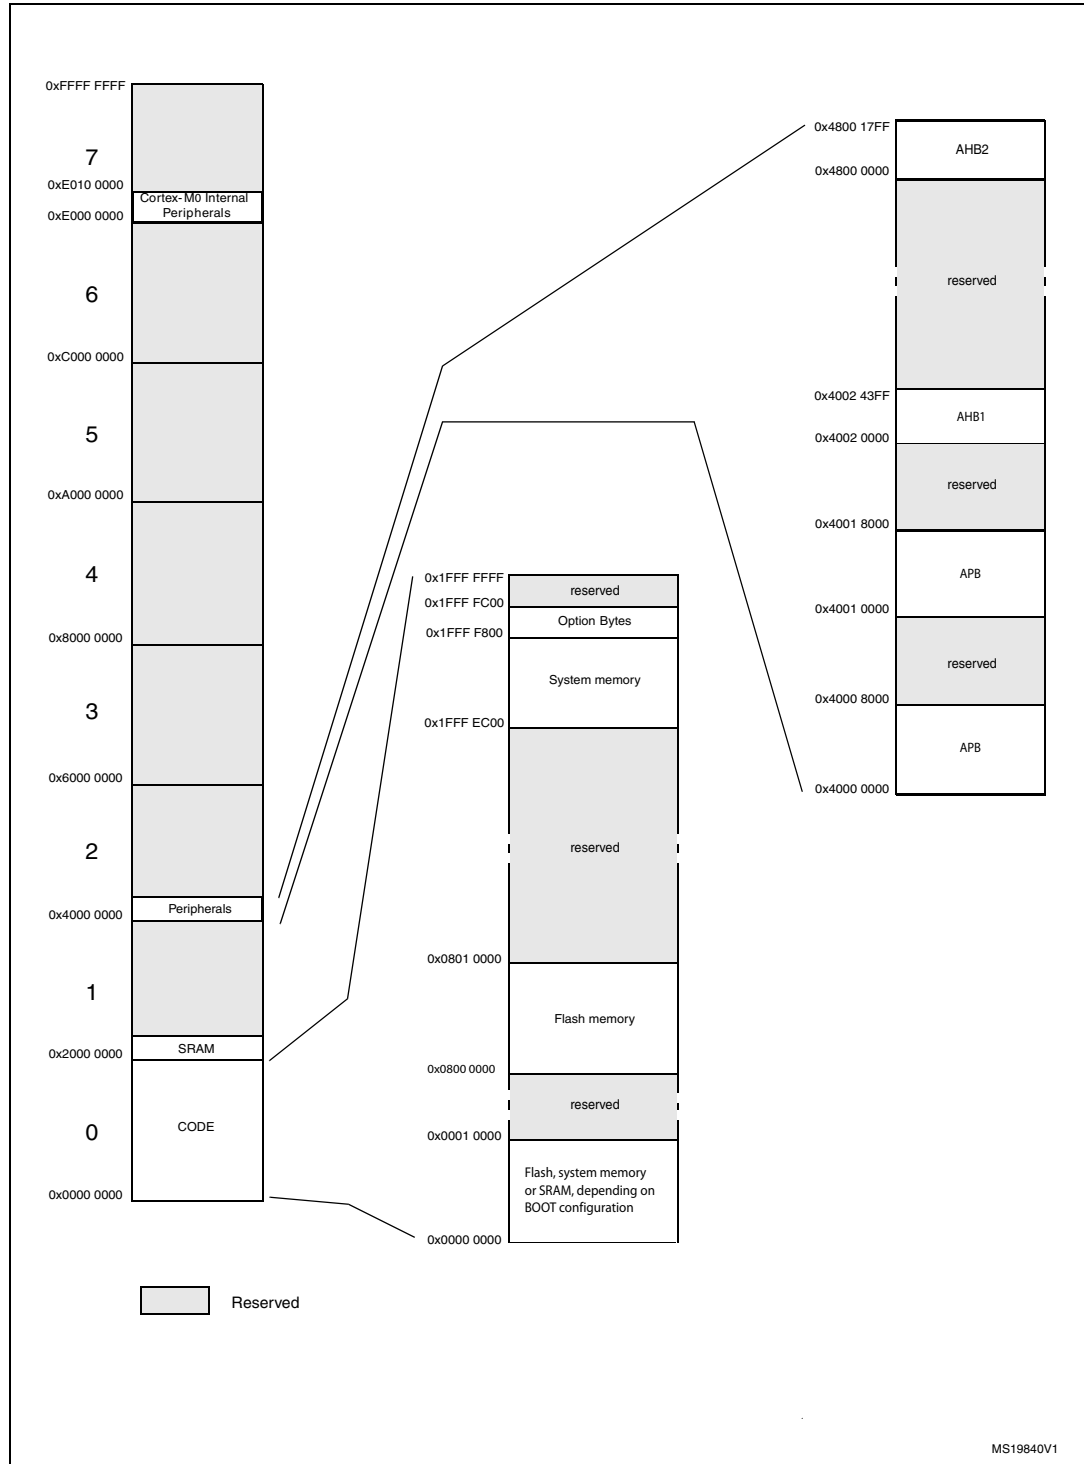 0xFFFF FFFF
7
0xE010 0000
Cortex-M0 Internal
Peripherals
0xE000 0000
6
0xC000 0000
5
0xA000 0000
4
0x8000 0000
3
0x6000 0000
2
0x4000 0000
Peripherals
1
0x2000 0000
SRAM
0
CODE
0x0000 0000
0x1FFF FFFF
reserved
0x1FFF FC00
Option Bytes
0x1FFF F800
System memory
0x1FFF EC00
reserved
0x0801 0000
Flash memory
0x0800 0000
reserved
0x0001 0000
Flash, system memory
or SRAM, depending on
BOOT configuration
0x0000 0000
0x4800 17FF
AHB2
0x4800 0000
reserved
0x4002 43FF
AHB1
0x4002 0000
reserved
0x4001 8000
APB
0x4001 0000
reserved
0x4000 8000
APB
0x4000 0000
Reserved
MS19840V1